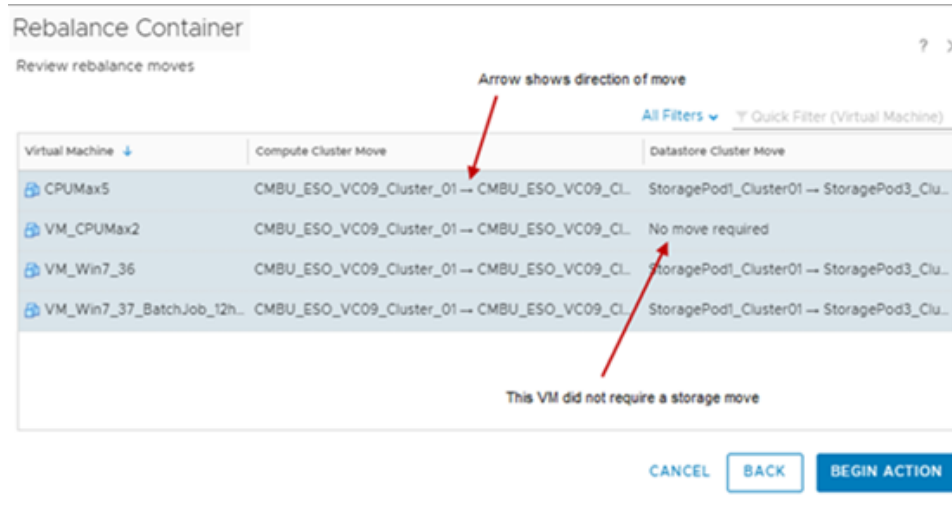 Rebalance Container
?
Review rebalance moves
Arrow shows direction of move
All Filters Quick Filter (Virtual Machine)
Virtual Machine Compute Cluster Move Datastore Cluster Move
CPUMax5 CMBU_ESO_VC09_Cluster_01→ CMBU_ESO_VC09_Cl... StoragePod1_Cluster01 → StoragePod3_Clu...
VM_CPUMax2 CMBU_ESO_VC09_Cluster_01→ CMBU_ESO_VC09_Cl... No move required
VM_Win7_36 CMBU_ESO_VC09_Cluster_01→ CMBU_ESO_VC09_Cl... StoragePod1_Cluster01 → StoragePod3_Clu...
VM_Win7_37_BatchJob_12h... CMBU_ESO_VC09_Cluster_01→ CMBU_ESO_VC09_Cl... StoragePod1_Cluster01 → StoragePod3_Clu...
This VM did not require a storage move
CANCEL BACK BEGIN ACTION